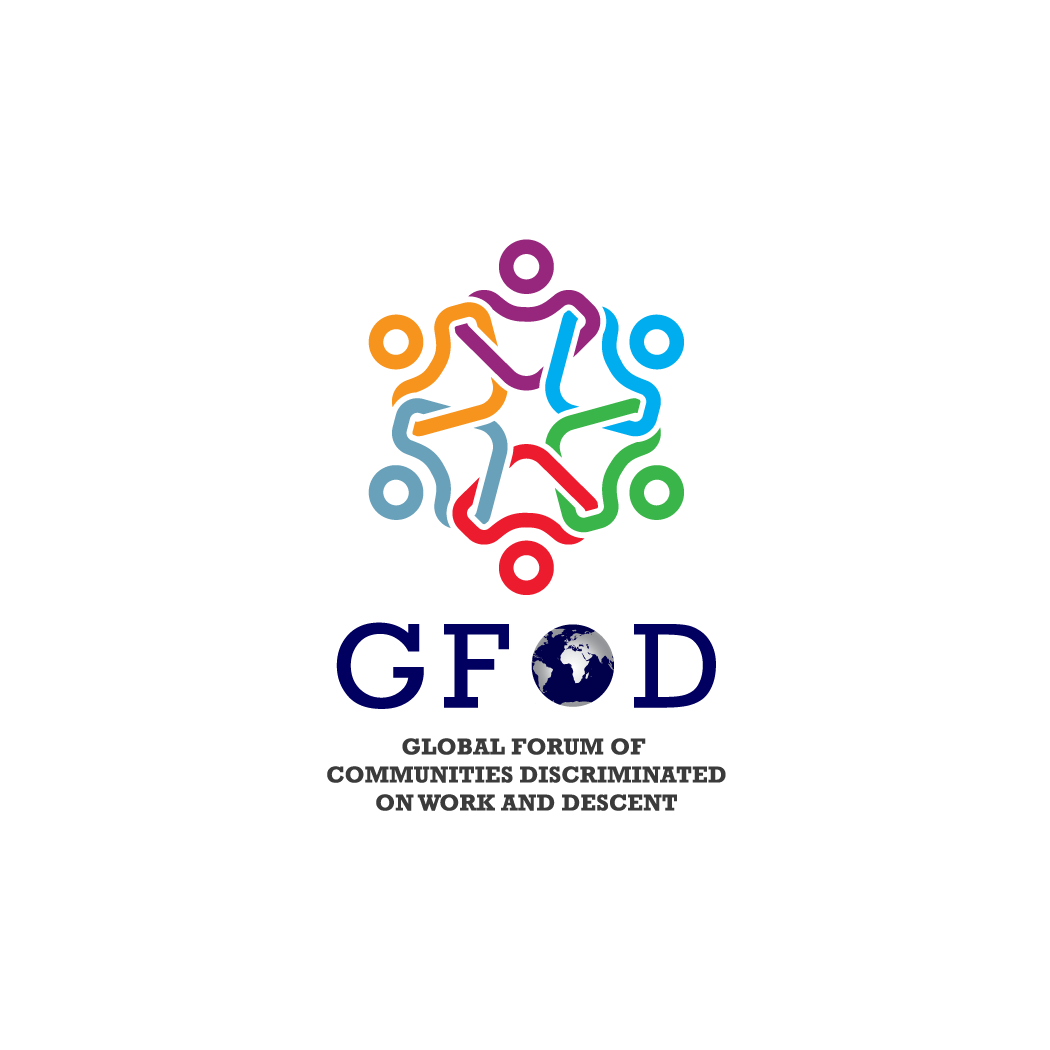 GFOD
GLOBAL FORUM OF
COMMUNITIES DISCRIMINATED
ON WORK AND DESCENT